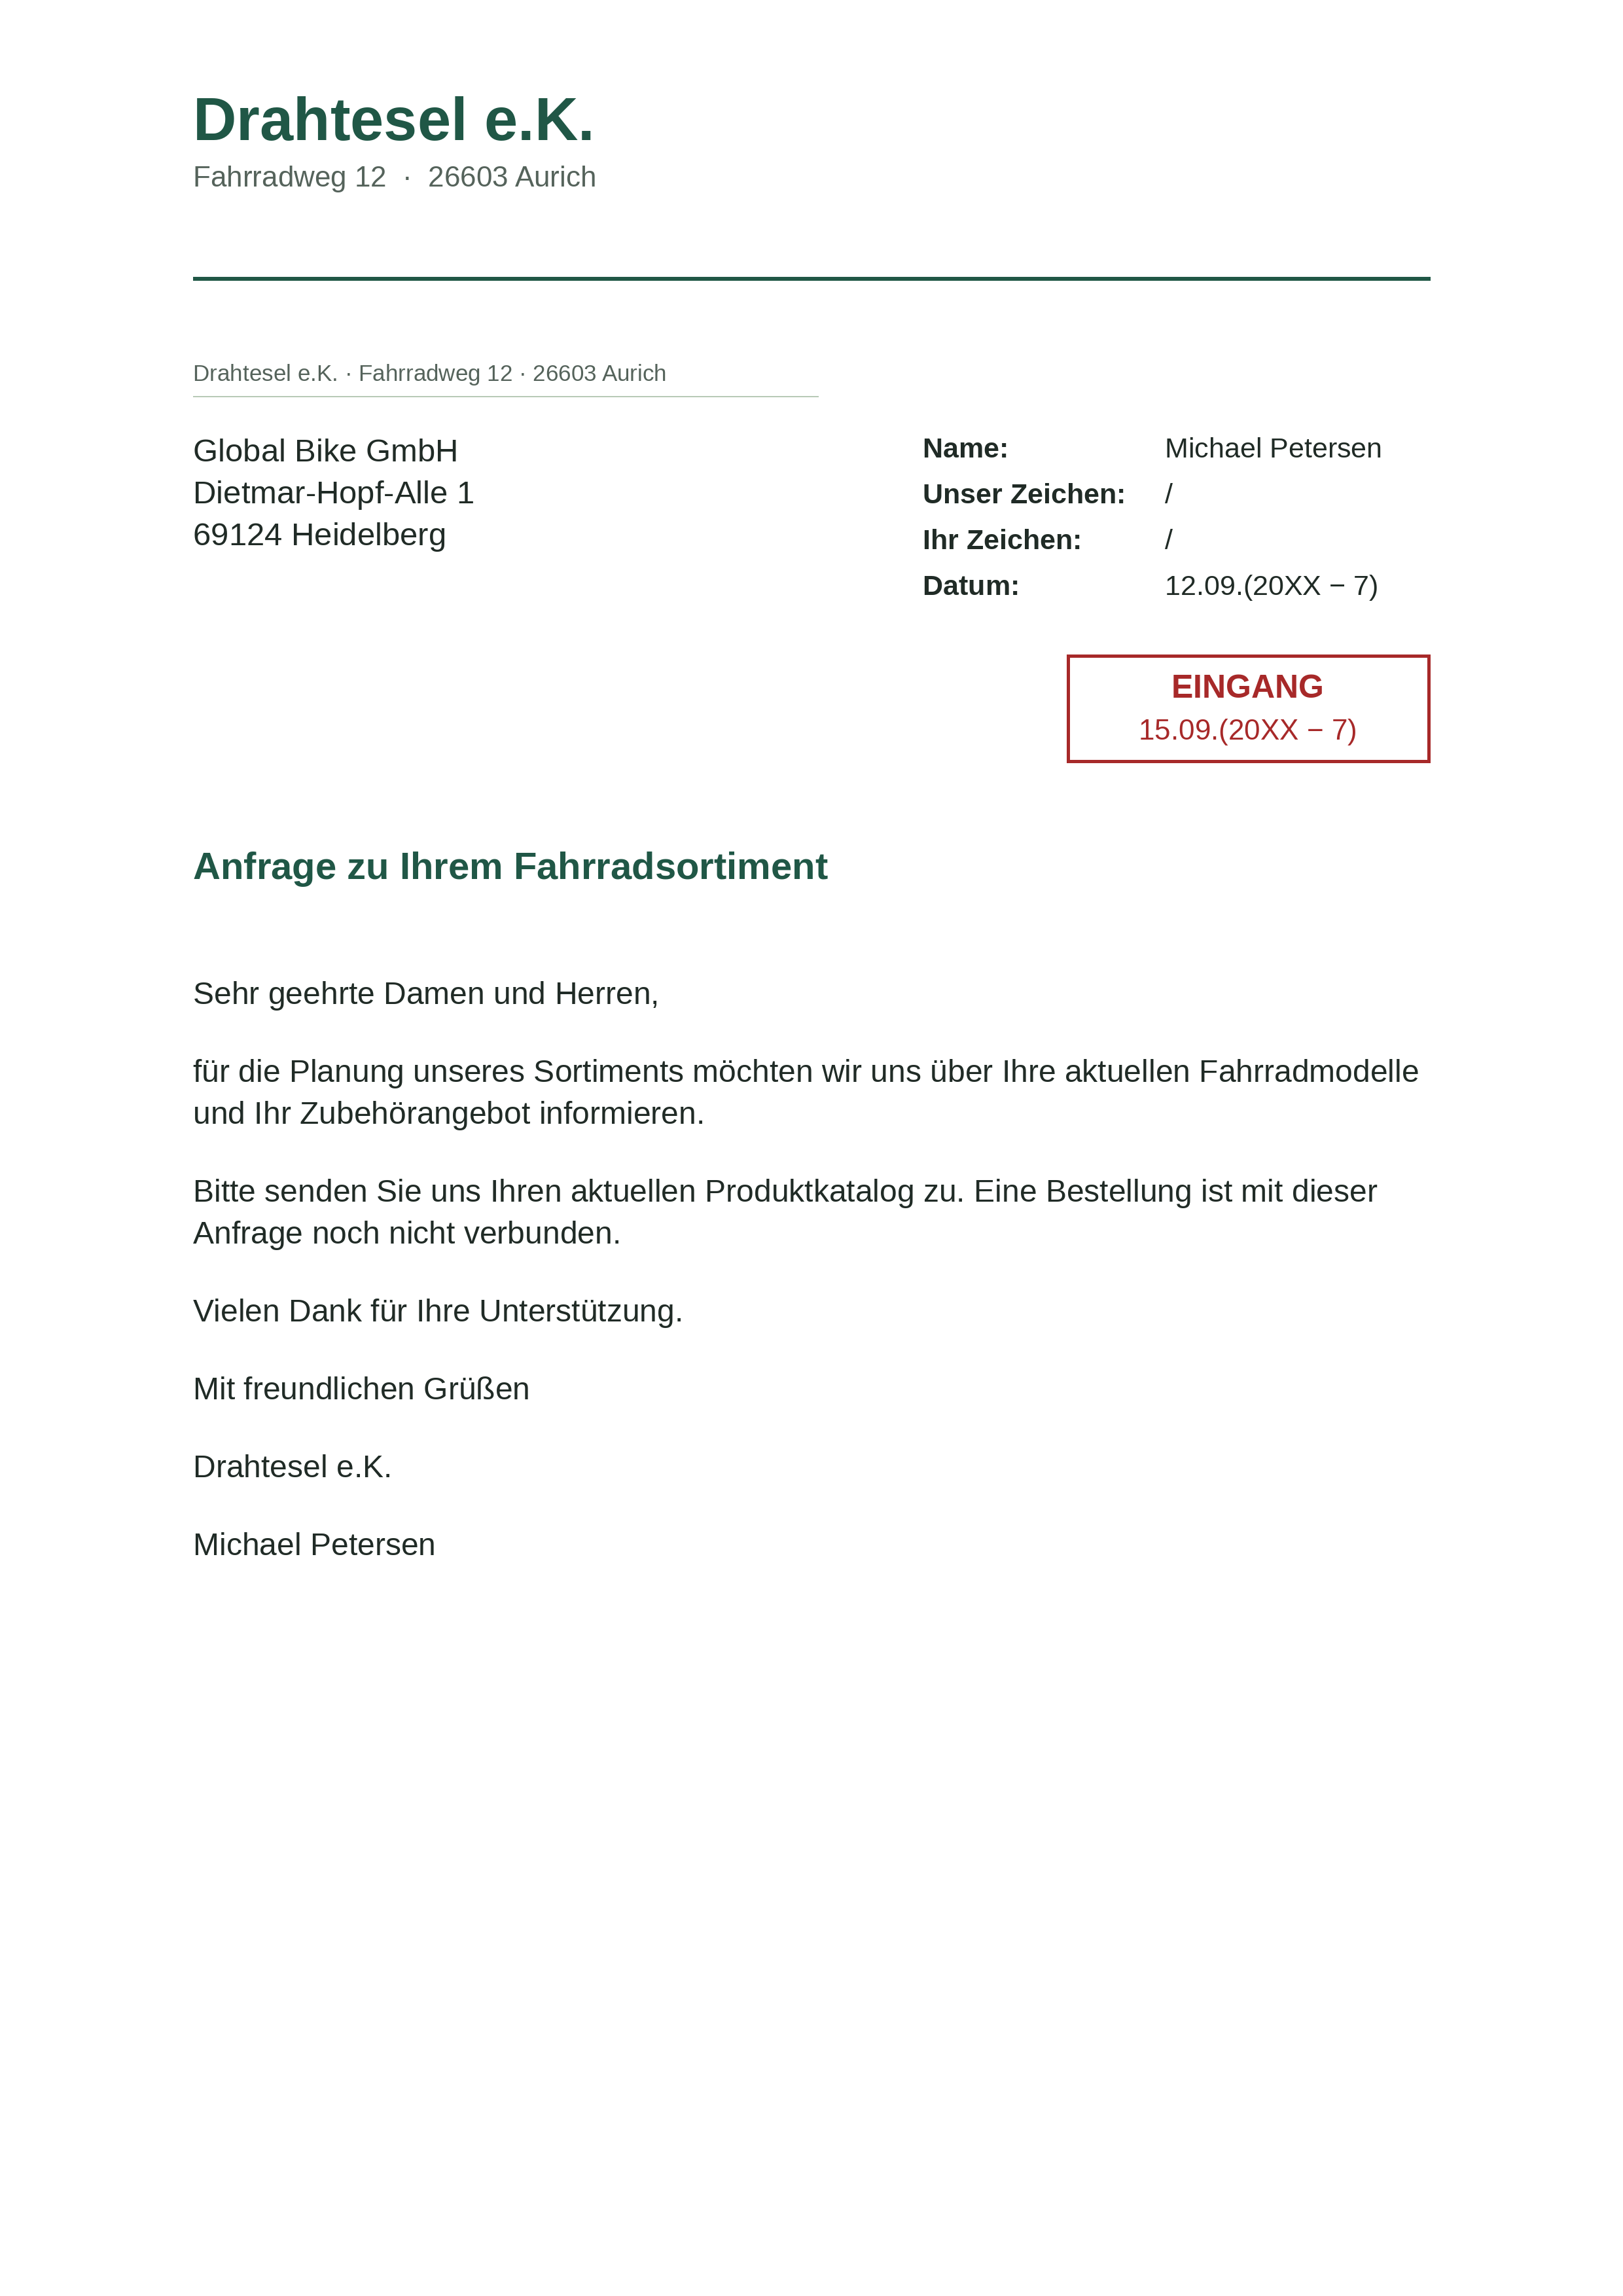 Drahtesel e.K.
Fahrradweg 12 · 26603 Aurich
Drahtesel e.K. · Fahrradweg 12 · 26603 Aurich
Global Bike GmbH
Dietmar-Hopf-Alle 1
69124 Heidelberg
Name: Michael Petersen
Unser Zeichen: /
Ihr Zeichen: /
Datum: 12.09.(20XX − 7)
EINGANG
15.09.(20XX − 7)
Anfrage zu Ihrem Fahrradsortiment
Sehr geehrte Damen und Herren,
für die Planung unseres Sortiments möchten wir uns über Ihre aktuellen Fahrradmodelle
und Ihr Zubehörangebot informieren.
Bitte senden Sie uns Ihren aktuellen Produktkatalog zu. Eine Bestellung ist mit dieser
Anfrage noch nicht verbunden.
Vielen Dank für Ihre Unterstützung.
Mit freundlichen Grüßen
Drahtesel e.K.
Michael Petersen